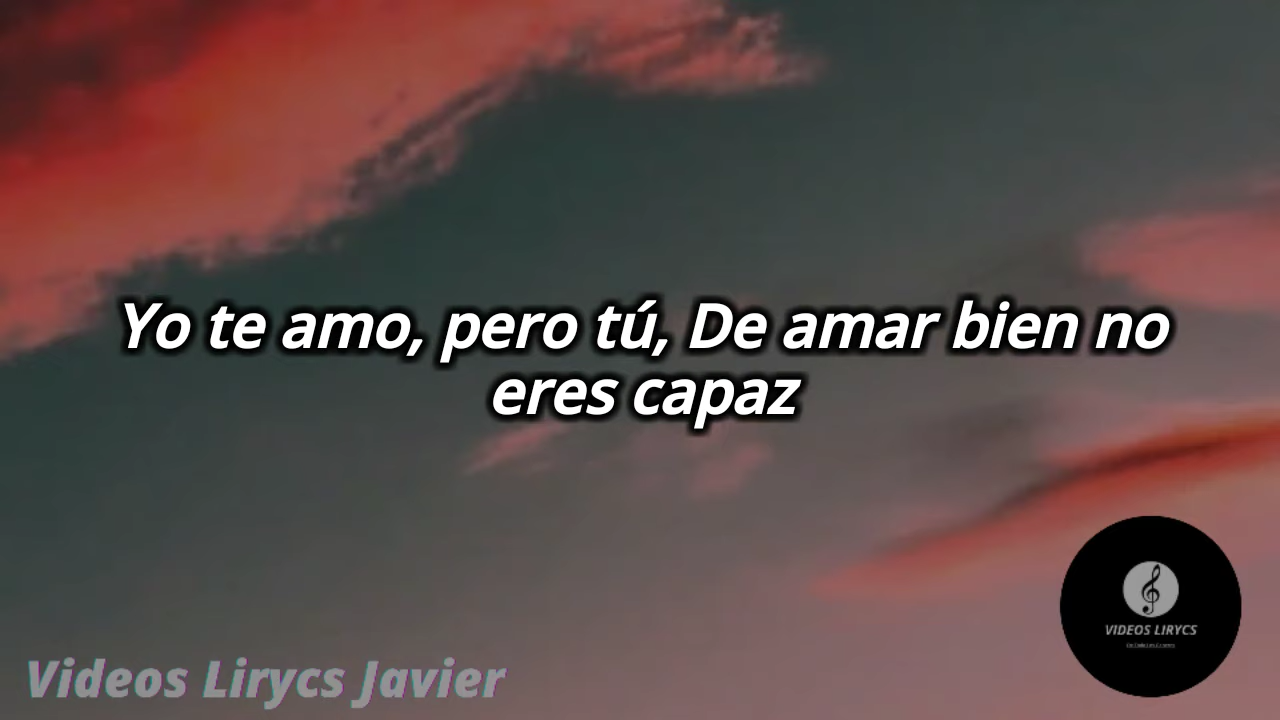 Yo te amo, pero tú, De amar bien no
eres capaz
VIDEOS LIRYCS
Videos Lirycs Javier